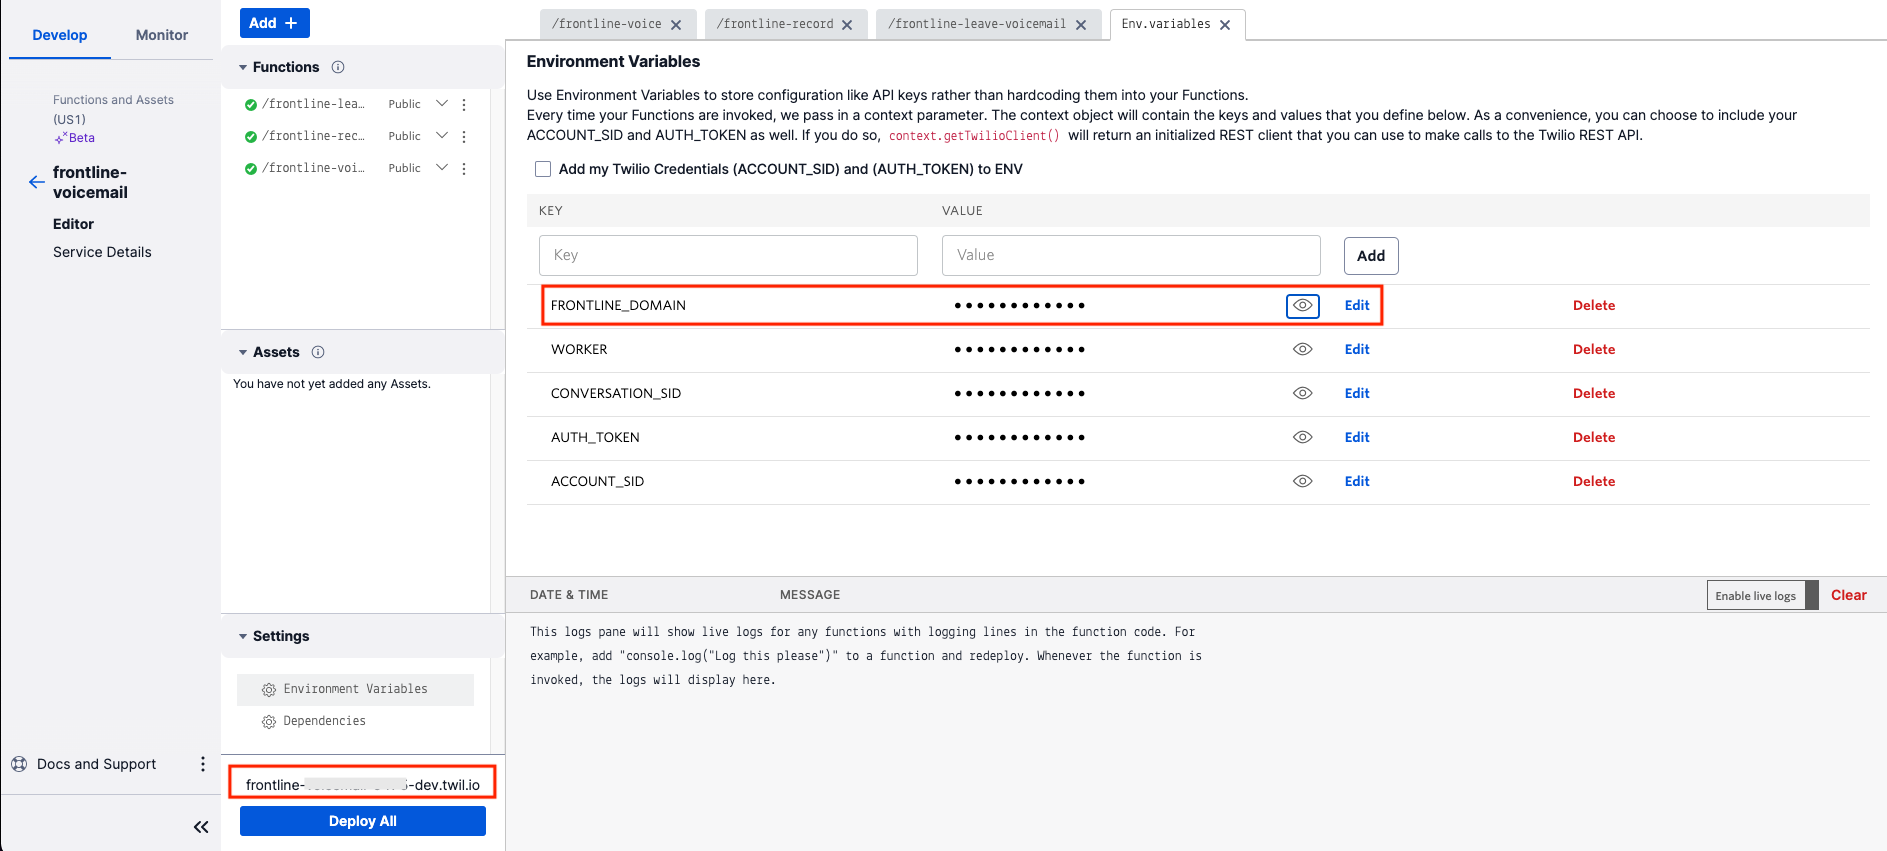 Develop
Monitor
Functions and Assets
(US1)
Beta
frontline-
voicemail
Editor
Service Details
Docs and Support
Add +
Functions
/frontline-lea… Public
/frontline-rec… Public
/frontline-voi… Public
Assets
You have not yet added any Assets.
Settings
Environment Variables
Dependencies
frontline- -dev.twil.io
Deploy All
/frontline-voice
/frontline-record
/frontline-leave-voicemail
Env.variables
Environment Variables
Use Environment Variables to store configuration like API keys rather than hardcoding them into your Functions.
Every time your Functions are invoked, we pass in a context parameter. The context object will contain the keys and values that you define below. As a convenience, you can choose to include your
ACCOUNT_SID and AUTH_TOKEN as well. If you do so, context.getTwilioClient() will return an initialized REST client that you can use to make calls to the Twilio REST API.
Add my Twilio Credentials (ACCOUNT_SID) and (AUTH_TOKEN) to ENV
KEY VALUE
Key Value Add
FRONTLINE_DOMAIN •••••••••••• Edit Delete
WORKER •••••••••••• Edit Delete
CONVERSATION_SID •••••••••••• Edit Delete
AUTH_TOKEN •••••••••••• Edit Delete
ACCOUNT_SID •••••••••••• Edit Delete
DATE & TIME MESSAGE Enable live logs Clear
This logs pane will show live logs for any functions with logging lines in the function code. For
example, add "console.log("Log this please")" to a function and redeploy. Whenever the function is
invoked, the logs will display here.